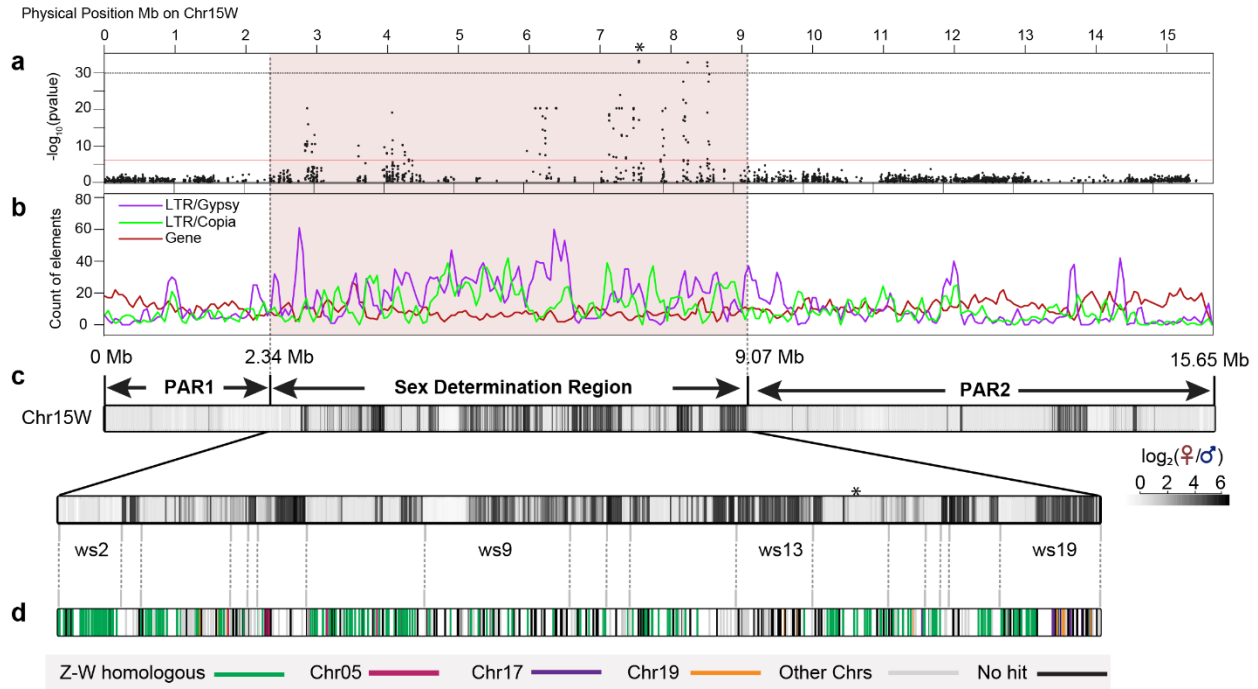 Physical Position Mb on Chr15W
0 1 2 3 4 5 6 7 8 9 10 11 12 13 14 15
*
a
-log10(pvalue)
30
20
10
0
b
Count of elements
80
60
40
20
0
LTR/Gypsy
LTR/Copia
Gene
0 Mb 2.34 Mb 9.07 Mb 15.65 Mb
c
PAR1 Sex Determination Region PAR2
Chr15W
log₂(♀/♂)
0 2 4 6
*
ws2 ws9 ws13 ws19
d
Z-W homologous Chr05 Chr17 Chr19 Other Chrs No hit